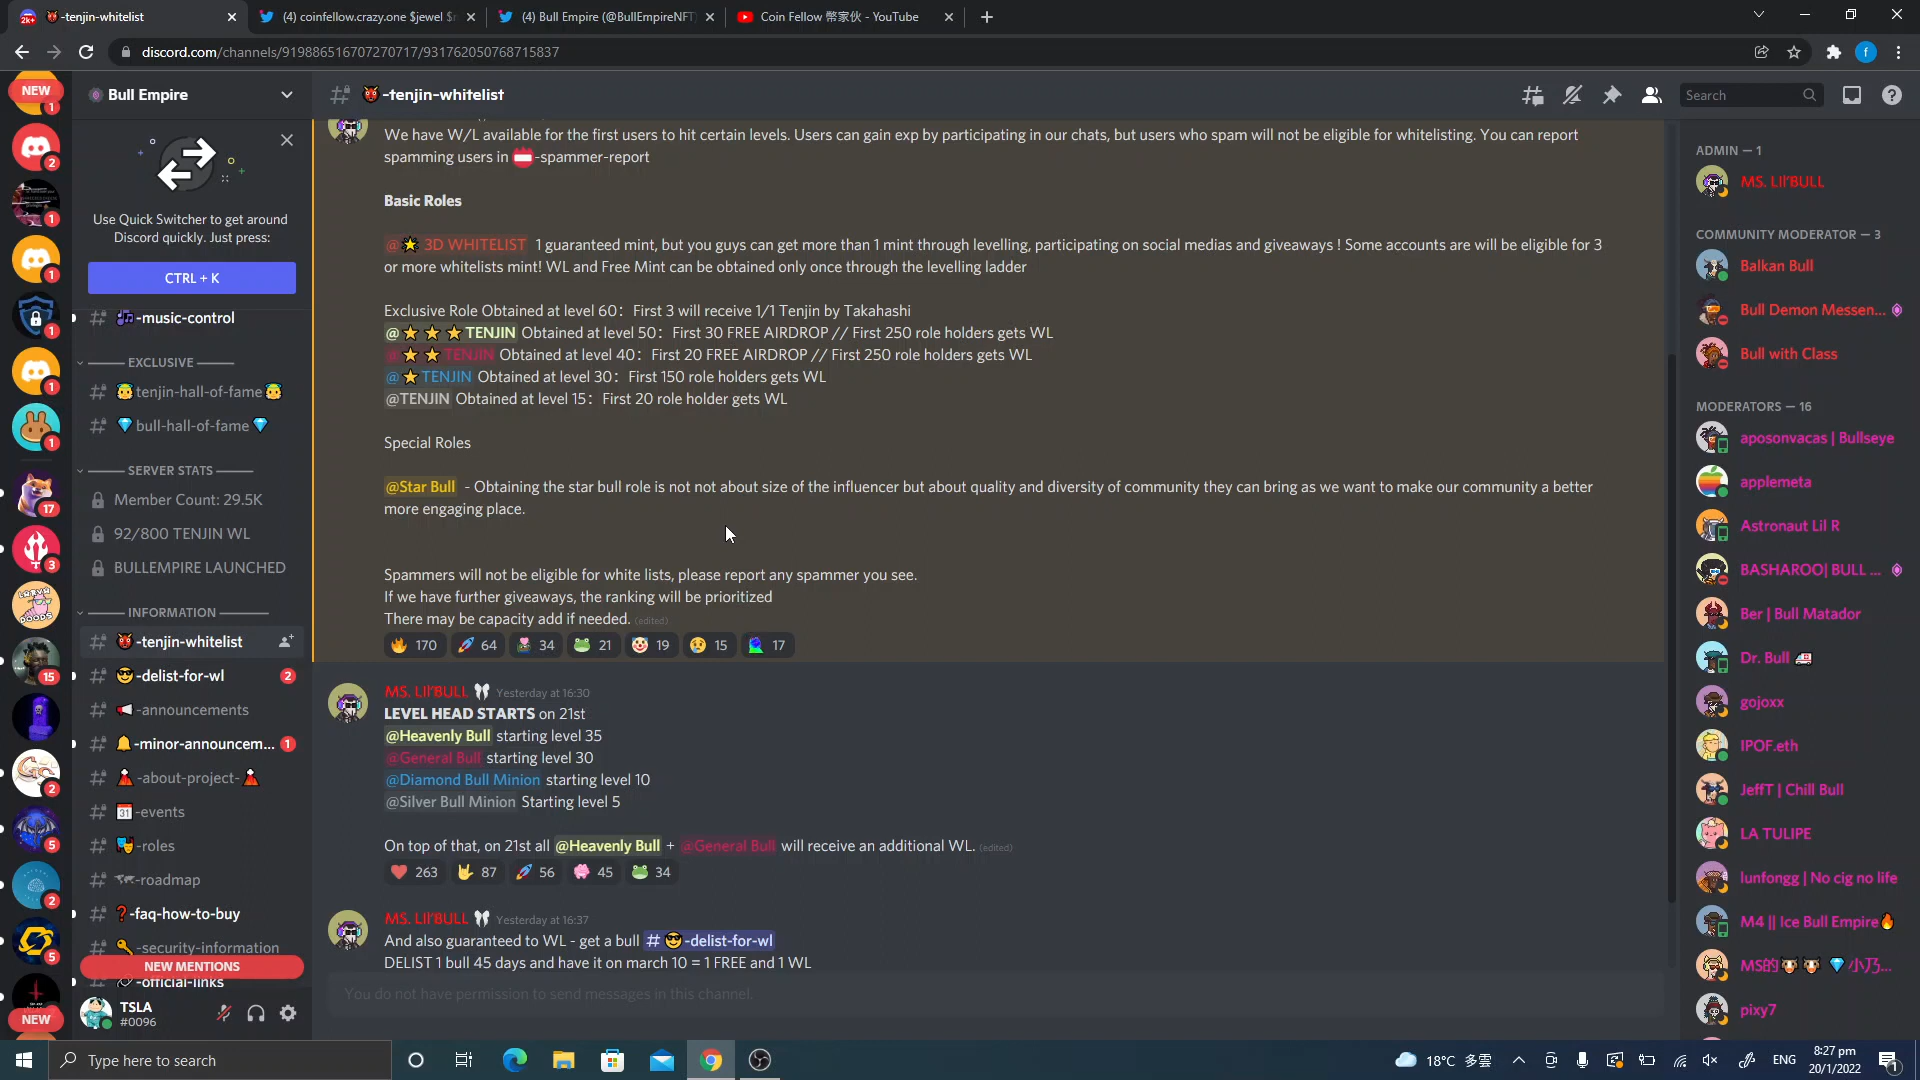 -tenjin-whitelist
(4) coinfellow.crazy.one $jewel $r
(4) Bull Empire (@BullEmpireNFT)
Coin Fellow 幣家伙 - YouTube
discord.com/channels/919886516707270717/931762050768715837
NEW
Bull Empire
-tenjin-whitelist
Search
Use Quick Switcher to get around
Discord quickly. Just press:
CTRL + K
-music-control
EXCLUSIVE
tenjin-hall-of-fame
bull-hall-of-fame
SERVER STATS
Member Count: 29.5K
92/800 TENJIN WL
BULLEMPIRE LAUNCHED
INFORMATION
-tenjin-whitelist
-delist-for-wl 2
-announcements
-minor-announcem... 1
-about-project-
-events
-roles
-roadmap
-faq-how-to-buy
-security-information
NEW MENTIONS
-official-links
TSLA
#0096
NEW
We have W/L available for the first users to hit certain levels. Users can gain exp by participating in our chats, but users who spam will not be eligible for whitelisting. You can report
spamming users in -spammer-report
Basic Roles
@ 3D WHITELIST 1 guaranteed mint, but you guys can get more than 1 mint through levelling, participating on social medias and giveaways ! Some accounts are will be eligible for 3
or more whitelists mint! WL and Free Mint can be obtained only once through the levelling ladder
Exclusive Role Obtained at level 60: First 3 will receive 1/1 Tenjin by Takahashi
@⭐⭐⭐TENJIN Obtained at level 50: First 30 FREE AIRDROP // First 250 role holders gets WL
@⭐⭐TENJIN Obtained at level 40: First 20 FREE AIRDROP // First 250 role holders gets WL
@⭐TENJIN Obtained at level 30: First 150 role holders gets WL
@TENJIN Obtained at level 15: First 20 role holder gets WL
Special Roles
@Star Bull - Obtaining the star bull role is not not about size of the influencer but about quality and diversity of community they can bring as we want to make our community a better
more engaging place.
Spammers will not be eligible for white lists, please report any spammer you see.
If we have further giveaways, the ranking will be prioritized
There may be capacity add if needed. (edited)
170 64 34 21 19 15 17
MS. LIl'BULL Yesterday at 16:30
LEVEL HEAD STARTS on 21st
@Heavenly Bull starting level 35
@General Bull starting level 30
@Diamond Bull Minion starting level 10
@Silver Bull Minion Starting level 5
On top of that, on 21st all @Heavenly Bull + @General Bull will receive an additional WL. (edited)
263 87 56 45 34
MS. LIl'BULL Yesterday at 16:37
And also guaranteed to WL - get a bull # -delist-for-wl
DELIST 1 bull 45 days and have it on march 10 = 1 FREE and 1 WL
You do not have permission to send messages in this channel.
ADMIN — 1
MS. LIl'BULL
COMMUNITY MODERATOR — 3
Balkan Bull
Bull Demon Messen...
Bull with Class
MODERATORS — 16
aposonvacas | Bullseye
applemeta
Astronaut Lil R
BASHAROO| BULL ...
Ber | Bull Matador
Dr. Bull
gojoxx
IPOF.eth
JeffT | Chill Bull
LA TULIPE
lunfongg | No cig no life
M4 || Ice Bull Empire
MS的 小乃...
pixy7
Type here to search
18°C 多雲
ENG
8:27 pm
20/1/2022